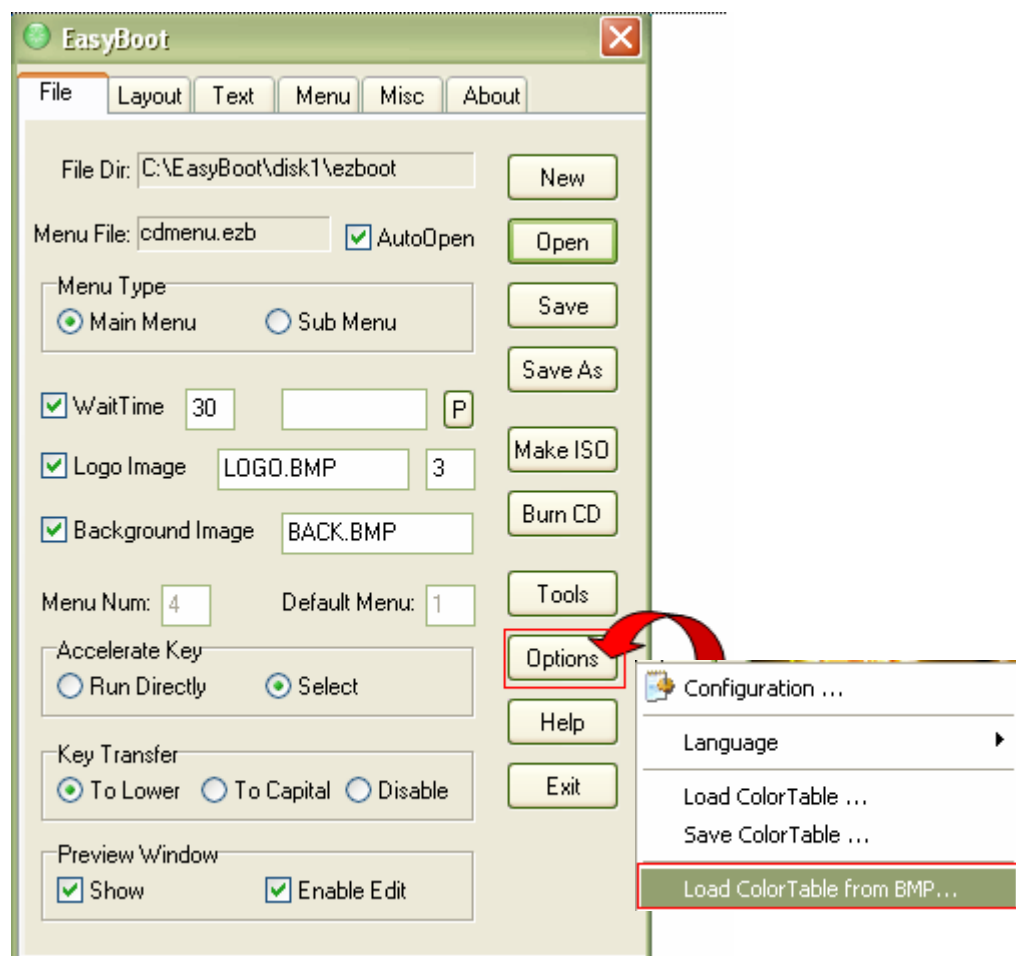 EasyBoot
File Layout Text Menu Misc About
File Dir: C:\EasyBoot\disk1\ezboot
New
Menu File: cdmenu.ezb AutoOpen
Open
Menu Type
Main Menu Sub Menu
Save
Save As
WaitTime 30 P
Make ISO
Logo Image LOGO.BMP 3
Burn CD
Background Image BACK.BMP
Tools
Menu Num: 4 Default Menu: 1
Accelerate Key
Options
Run Directly Select
Help
Key Transfer
To Lower To Capital Disable
Exit
Preview Window
Show Enable Edit
Configuration ...
Language
Load ColorTable ...
Save ColorTable ...
Load ColorTable from BMP...